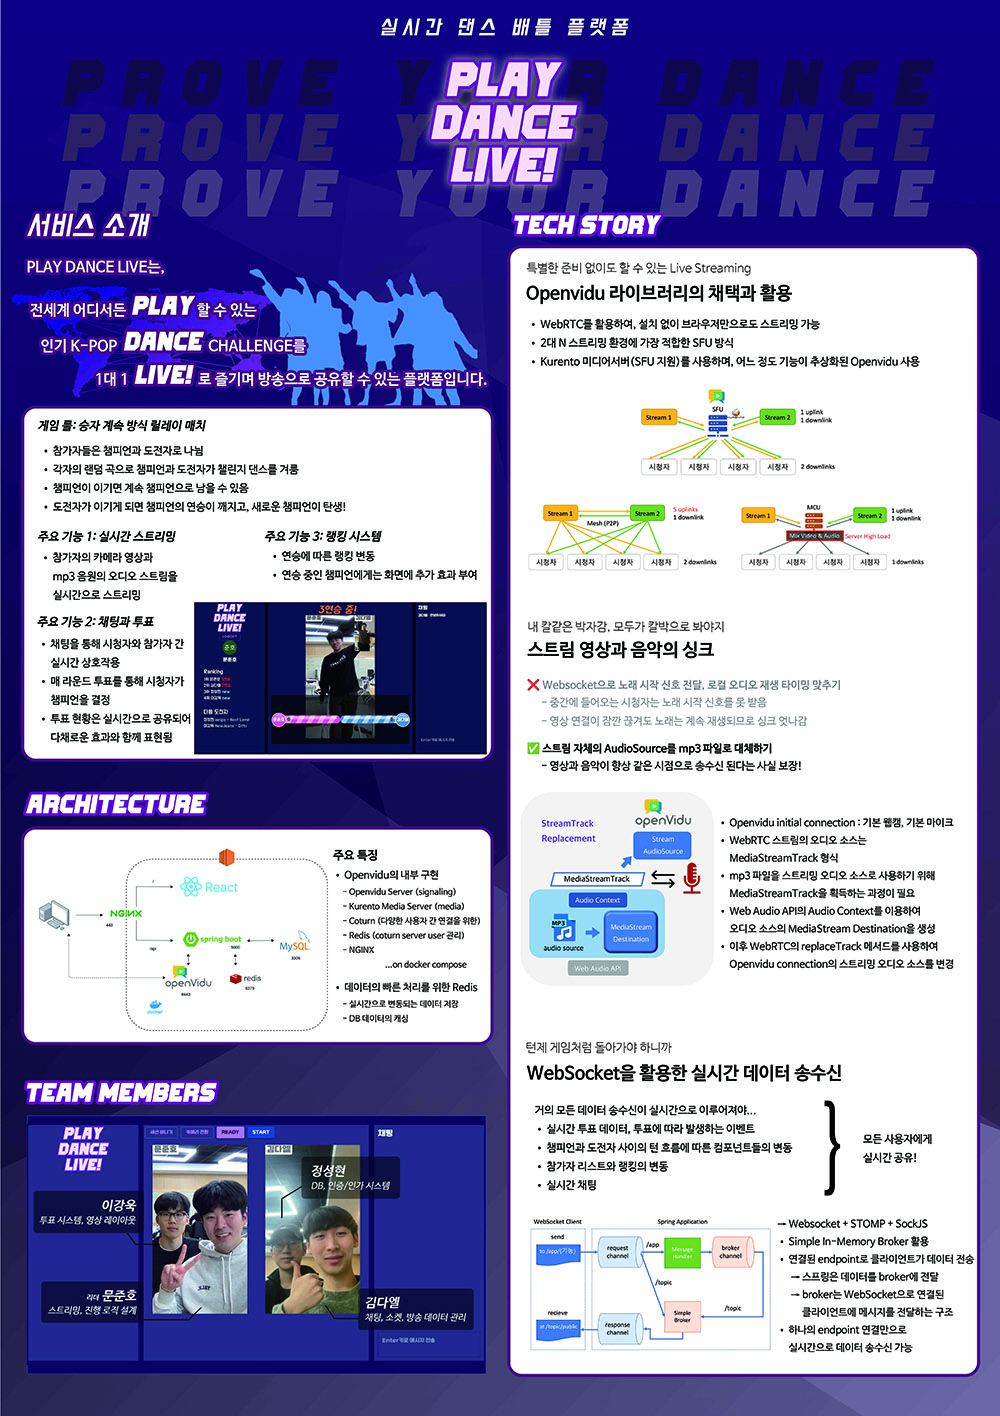 실시간 댄스 배틀 플랫폼
PROVE YOUR DANCE
PROVE YOUR DANCE
PROVE YOUR DANCE
PLAY
DANCE
LIVE!
서비스 소개
PLAY DANCE LIVE는,
전세계 어디서든 PLAY 할 수 있는
인기 K-POP DANCE CHALLENGE를
1대 1 LIVE! 로 즐기며 방송으로 공유할 수 있는 플랫폼입니다.
게임 룰: 승자 계속 방식 릴레이 매치
• 참가자들은 챔피언과 도전자로 나뉨
• 각자의 랜덤 곡으로 챔피언과 도전자가 챌린지 댄스를 겨룸
• 챔피언이 이기면 계속 챔피언으로 남을 수 있음
• 도전자가 이기게 되면 챔피언의 연승이 깨지고, 새로운 챔피언이 탄생!
주요 기능 1: 실시간 스트리밍
• 참가자의 카메라 영상과
mp3 음원의 오디오 스트림을
실시간으로 스트리밍
주요 기능 2: 채팅과 투표
• 채팅을 통해 시청자와 참가자 간
실시간 상호작용
• 매 라운드 투표를 통해 시청자가
챔피언을 결정
• 투표 현황은 실시간으로 공유되어
다채로운 효과와 함께 표현됨
주요 기능 3: 랭킹 시스템
• 연승에 따른 랭킹 변동
• 연승 중인 챔피언에게는 화면에 추가 효과 부여
PLAY
DANCE
LIVE!
준호
문준호
Ranking
다음 도전자
3연승 중!
채팅
ARCHITECTURE
React
NGINX
443
/
/api
spring boot
5000
MySQL
3306
openVidu
8443
redis
6379
docker
주요 특징
• Openvidu의 내부 구현
- Openvidu Server (signaling)
- Kurento Media Server (media)
- Coturn (다양한 사용자 간 연결을 위한)
- Redis (coturn server user 관리)
- NGINX
...on docker compose
• 데이터의 빠른 처리를 위한 Redis
- 실시간으로 변동되는 데이터 저장
- DB 데이터의 캐싱
TEAM MEMBERS
PLAY
DANCE
LIVE!
READY
START
채팅
문준호
김다엘
정성현
DB, 인증/인가 시스템
이강욱
투표 시스템, 영상 레이아웃
리더 문준호
스트리밍, 진행 로직 설계
김다엘
채팅, 소켓, 방송 데이터 관리
Enter키로 메시지 전송
TECH STORY
특별한 준비 없이도 할 수 있는 Live Streaming
Openvidu 라이브러리의 채택과 활용
• WebRTC를 활용하여, 설치 없이 브라우저만으로도 스트리밍 가능
• 2대 N 스트리밍 환경에 가장 적합한 SFU 방식
• Kurento 미디어서버(SFU 지원)를 사용하며, 어느 정도 기능이 추상화된 Openvidu 사용
SFU
Stream 1
Stream 2
1 uplink
1 downlink
시청자 시청자 시청자 시청자
2 downlinks
Stream 1
Stream 2
5 uplinks
1 downlink
Mesh (P2P)
시청자 시청자 시청자 시청자
2 downlinks
MCU
Stream 1
Stream 2
1 uplink
1 downlink
Mix Video & Audio
Server High Load
시청자 시청자 시청자 시청자
1 downlinks
내 칼같은 박자감, 모두가 칼박으로 봐야지
스트림 영상과 음악의 싱크
❌ Websocket으로 노래 시작 신호 전달, 로컬 오디오 재생 타이밍 맞추기
- 중간에 들어오는 시청자는 노래 시작 신호를 못 받음
- 영상 연결이 잠깐 끊겨도 노래는 계속 재생되므로 싱크 엇나감
✅ 스트림 자체의 AudioSource를 mp3 파일로 대체하기
- 영상과 음악이 항상 같은 시점으로 송수신 된다는 사실 보장!
StreamTrack
Replacement
openVidu
Stream
AudioSource
MediaStreamTrack
Audio Context
MP3
audio source
MediaStream
Destination
Web Audio API
• Openvidu initial connection : 기본 웹캠, 기본 마이크
• WebRTC 스트림의 오디오 소스는
MediaStreamTrack 형식
• mp3 파일을 스트리밍 오디오 소스로 사용하기 위해
MediaStreamTrack을 획득하는 과정이 필요
• Web Audio API의 Audio Context를 이용하여
오디오 소스의 MediaStream Destination을 생성
• 이후 WebRTC의 replaceTrack 메서드를 사용하여
Openvidu connection의 스트리밍 오디오 소스를 변경
턴제 게임처럼 돌아가야 하니까
WebSocket을 활용한 실시간 데이터 송수신
거의 모든 데이터 송수신이 실시간으로 이루어져야...
• 실시간 투표 데이터, 투표에 따라 발생하는 이벤트
• 챔피언과 도전자 사이의 턴 흐름에 따른 컴포넌트들의 변동
• 참가자 리스트와 랭킹의 변동
• 실시간 채팅
모든 사용자에게
실시간 공유!
WebSocket Client
Spring Application
send
to /app/(기능)
request
channel
/app
Message
Handler
broker
channel
/topic
Simple
Broker
/topic
recieve
at /topic/public
response
channel
→ Websocket + STOMP + SockJS
• Simple In-Memory Broker 활용
• 연결된 endpoint로 클라이언트가 데이터 전송
→ 스프링은 데이터를 broker에 전달
→ broker는 WebSocket으로 연결된
클라이언트에 메시지를 전달하는 구조
• 하나의 endpoint 연결만으로
실시간으로 데이터 송수신 가능